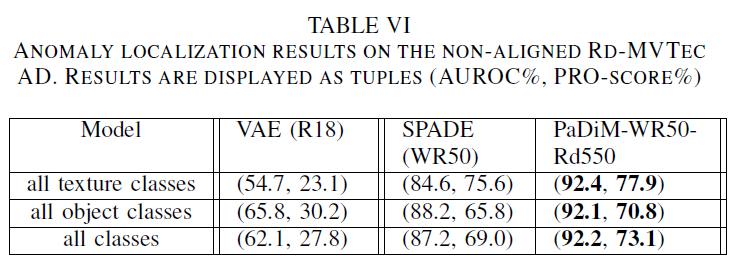 TABLE VI
ANOMALY LOCALIZATION RESULTS ON THE NON-ALIGNED RD-MVTEC
AD. RESULTS ARE DISPLAYED AS TUPLES (AUROC%, PRO-SCORE%)
Model VAE (R18) SPADE (WR50) PaDiM-WR50-Rd550
all texture classes (54.7, 23.1) (84.6, 75.6) (92.4, 77.9)
all object classes (65.8, 30.2) (88.2, 65.8) (92.1, 70.8)
all classes (62.1, 27.8) (87.2, 69.0) (92.2, 73.1)